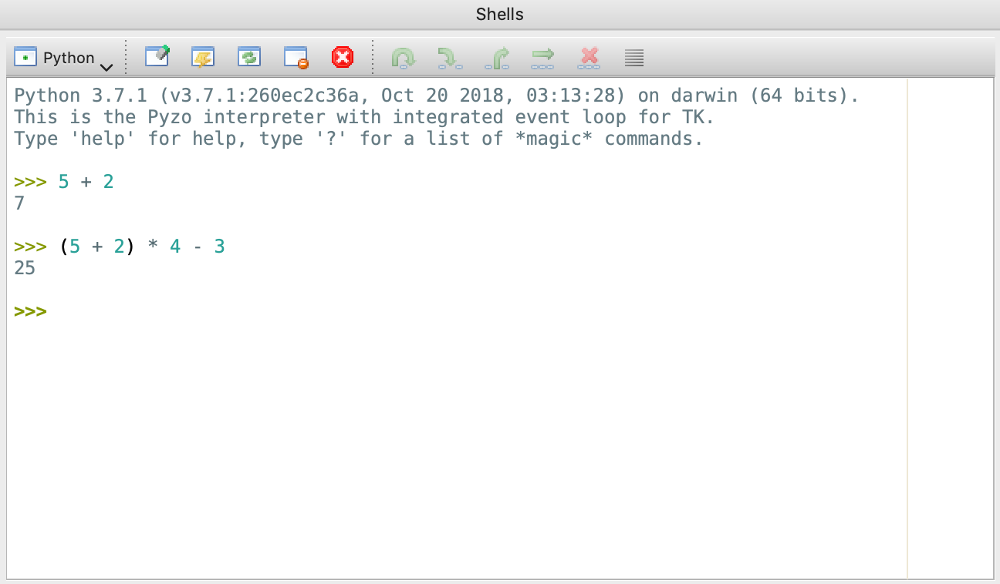 Shells
Python
Python 3.7.1 (v3.7.1:260ec2c36a, Oct 20 2018, 03:13:28) on darwin (64 bits).
This is the Pyzo interpreter with integrated event loop for TK.
Type 'help' for help, type '?' for a list of *magic* commands.
>>> 5 + 2
7
>>> (5 + 2) * 4 - 3
25
>>>